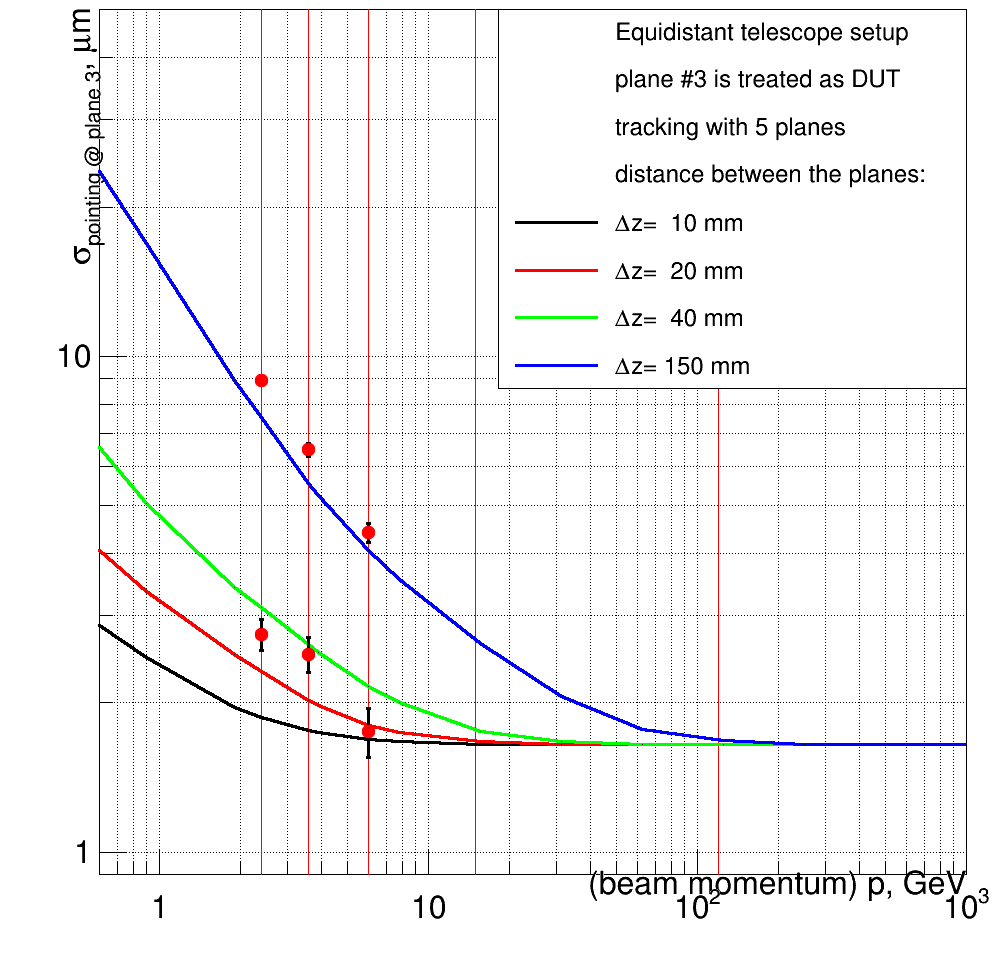 σpointing @ plane 3, μm
Equidistant telescope setup
plane #3 is treated as DUT
tracking with 5 planes
distance between the planes:
Δz= 10 mm
Δz= 20 mm
Δz= 40 mm
Δz= 150 mm
10
1
(beam momentum) p, GeV
1 10 10² 10³